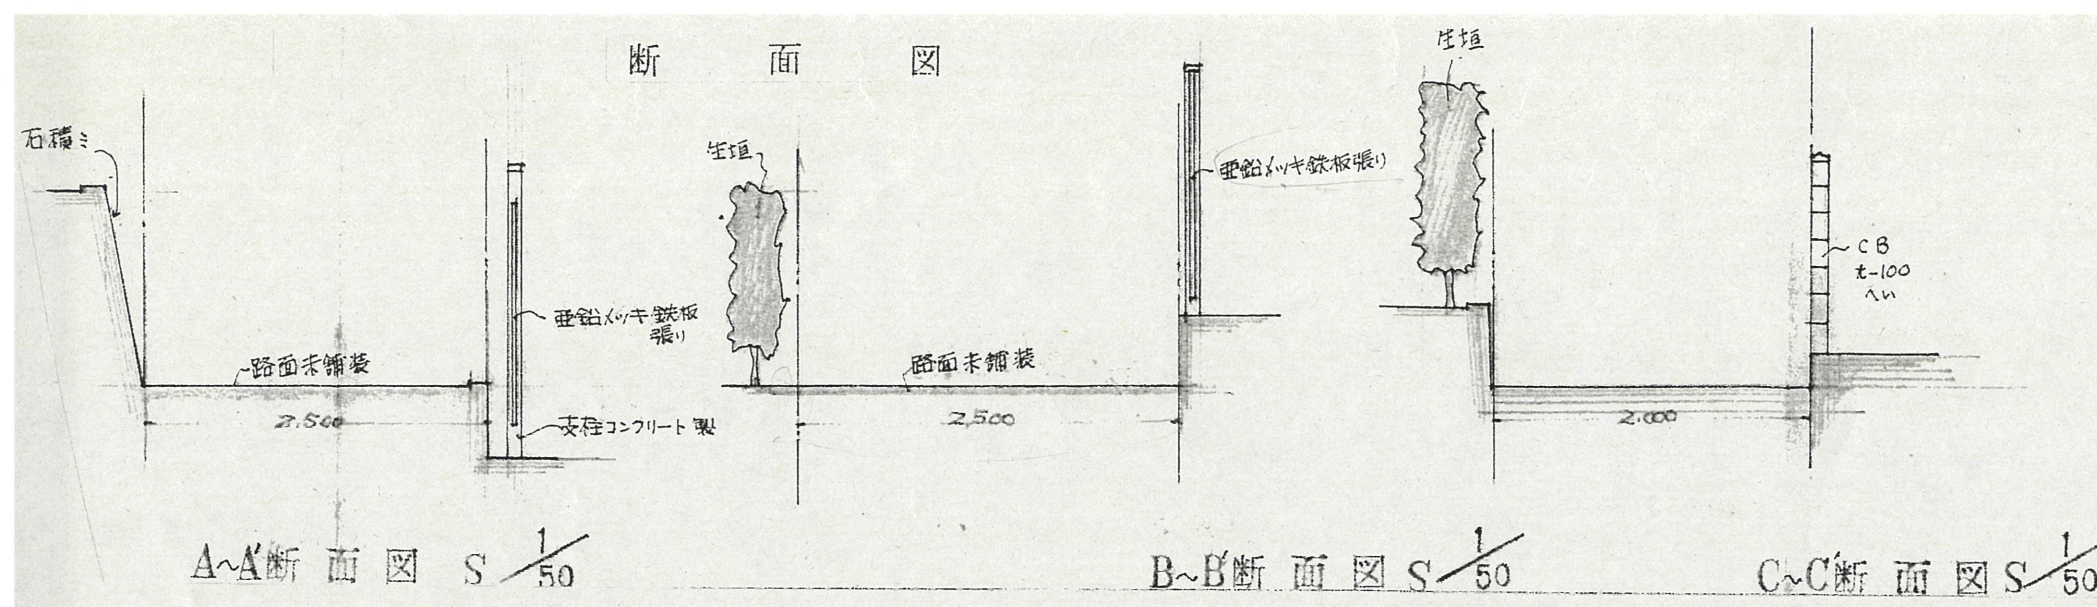 断面図
石積ミ
亜鉛メッキ鉄板
張り
路面未舗装
2.500
支柱コンクリート製
A~A'断面図 S 1/50
生垣
亜鉛メッキ鉄板張り
路面未舗装
2,500
B~B'断面図 S 1/50
生垣
CB
t-100
へい
2.000
C~C'断面図 S 1/50